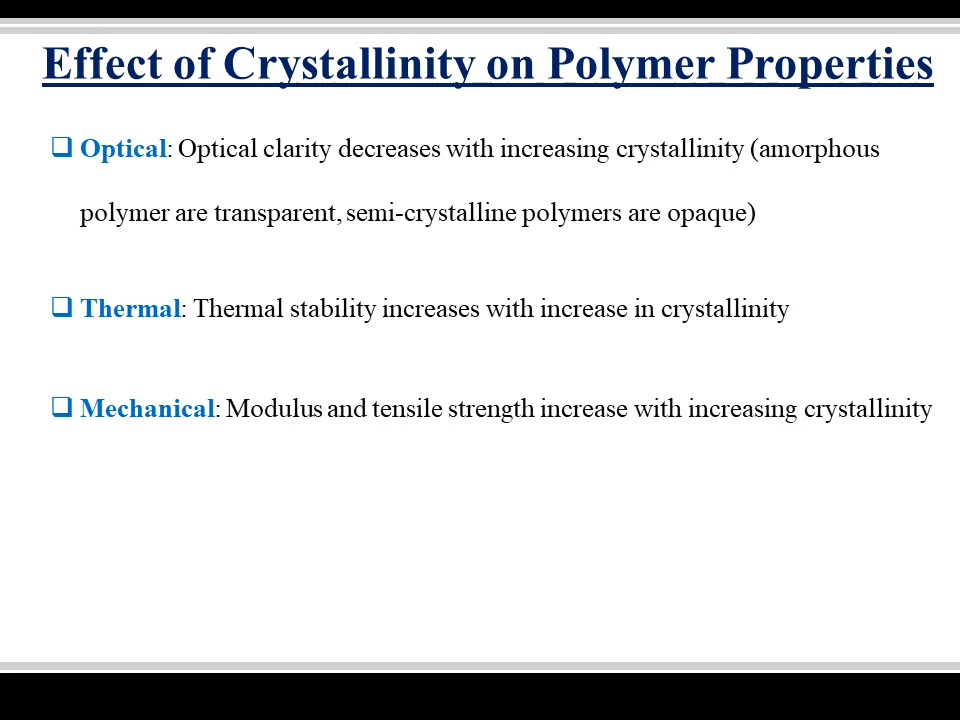 Effect of Crystallinity on Polymer Properties
❑ Optical: Optical clarity decreases with increasing crystallinity (amorphous
polymer are transparent, semi-crystalline polymers are opaque)
❑ Thermal: Thermal stability increases with increase in crystallinity
❑ Mechanical: Modulus and tensile strength increase with increasing crystallinity